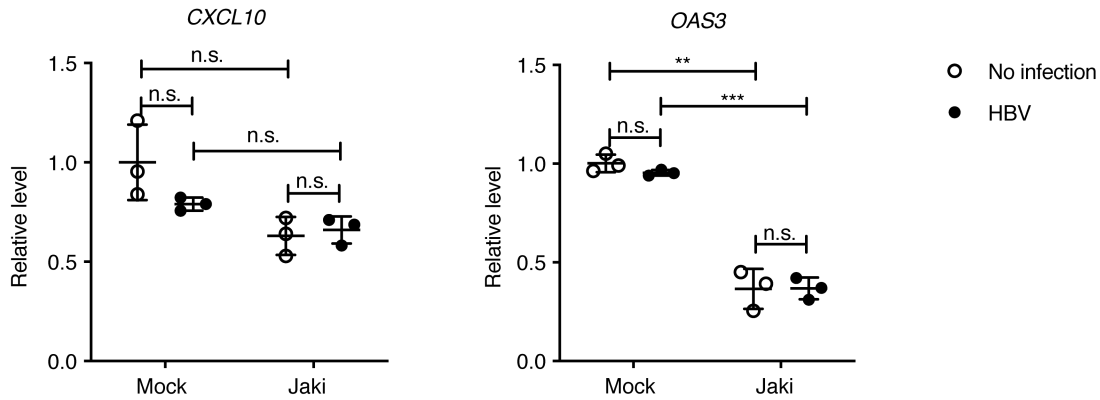 CXCL10
1.5
1.0
0.5
0.0
Relative level
n.s.
n.s.
n.s.
n.s.
Mock
Jaki
OAS3
1.5
1.0
0.5
0.0
Relative level
**
***
n.s.
n.s.
Mock
Jaki
No infection
HBV